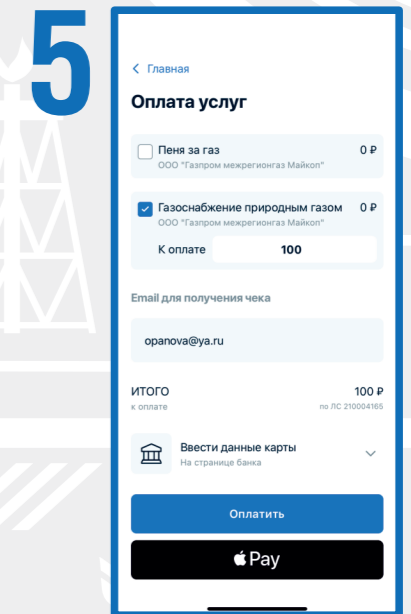 5
Главная
Оплата услуг
Пеня за газ 0 ₽
ООО "Газпром межрегионгаз Майкоп"
Газоснабжение природным газом 0 ₽
ООО "Газпром межрегионгаз Майкоп"
К оплате 100
Email для получения чека
opanova@ya.ru
ИТОГО 100 ₽
к оплате по ЛС 210004165
Ввести данные карты
На странице банка
Оплатить
Pay